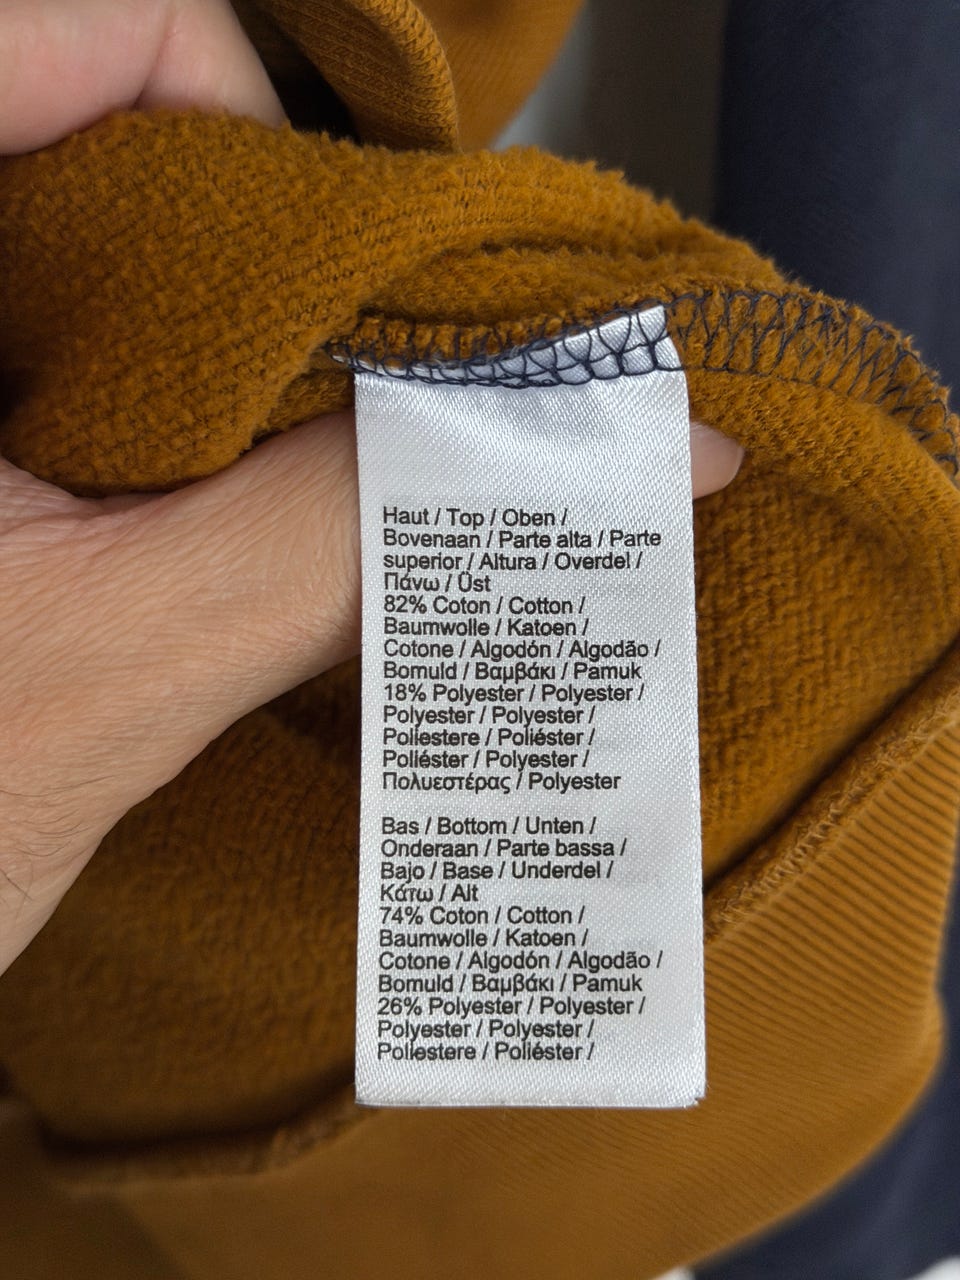 Haut / Top / Oben /
Bovenaan / Parte alta / Parte
superior / Altura / Overdel /
Πάνω / Üst
82% Coton / Cotton /
Baumwolle / Katoen /
Cotone / Algodón / Algodão /
Bomuld / Βαμβάκι / Pamuk
18% Polyester / Polyester /
Polyester / Polyester /
Poliestere / Poliéster /
Poliéster / Polyester /
Πολυεστέρας / Polyester
Bas / Bottom / Unten /
Onderaan / Parte bassa /
Bajo / Base / Underdel /
Κάτω / Alt
74% Coton / Cotton /
Baumwolle / Katoen /
Cotone / Algodón / Algodão /
Bomuld / Βαμβάκι / Pamuk
26% Polyester / Polyester /
Polyester / Polyester /
Poliestere / Poliéster /